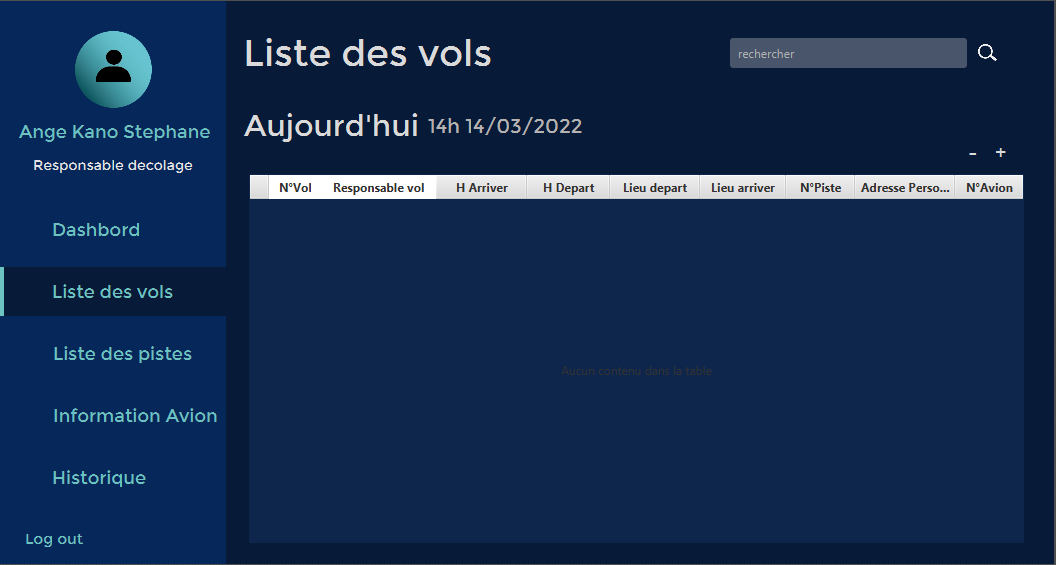 Ange Kano Stephane
Responsable decolage
Dashbord
Liste des vols
Liste des pistes
Information Avion
Historique
Log out
Liste des vols
rechercher
Aujourd'hui 14h 14/03/2022
- +
N°Vol Responsable vol H Arriver H Depart Lieu depart Lieu arriver N°Piste Adresse Perso... N°Avion
Aucun contenu dans la table